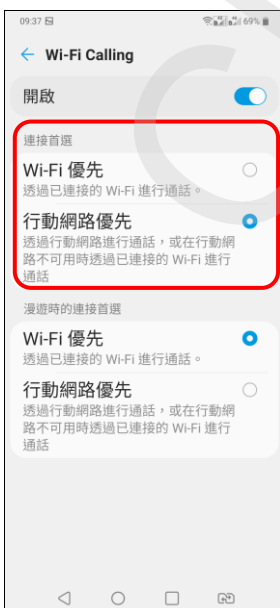 09:37
69%
Wi-Fi Calling
開啟
連接首選
Wi-Fi 優先
透過已連接的 Wi-Fi 進行通話。
行動網路優先
透過行動網路進行通話，或在行動網
路不可用時透過已連接的 Wi-Fi 進行
通話
漫遊時的連接首選
Wi-Fi 優先
透過已連接的 Wi-Fi 進行通話。
行動網路優先
透過行動網路進行通話，或在行動網
路不可用時透過已連接的 Wi-Fi 進行
通話